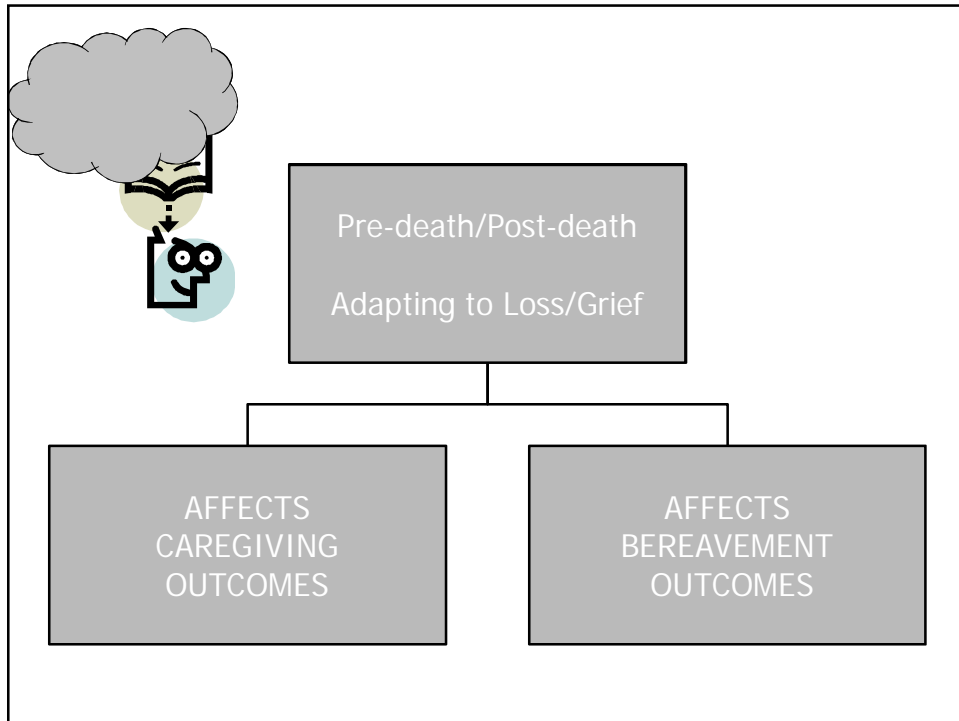 Pre-death/Post-death
Adapting to Loss/Grief
AFFECTS
CAREGIVING
OUTCOMES
AFFECTS
BEREAVEMENT
OUTCOMES